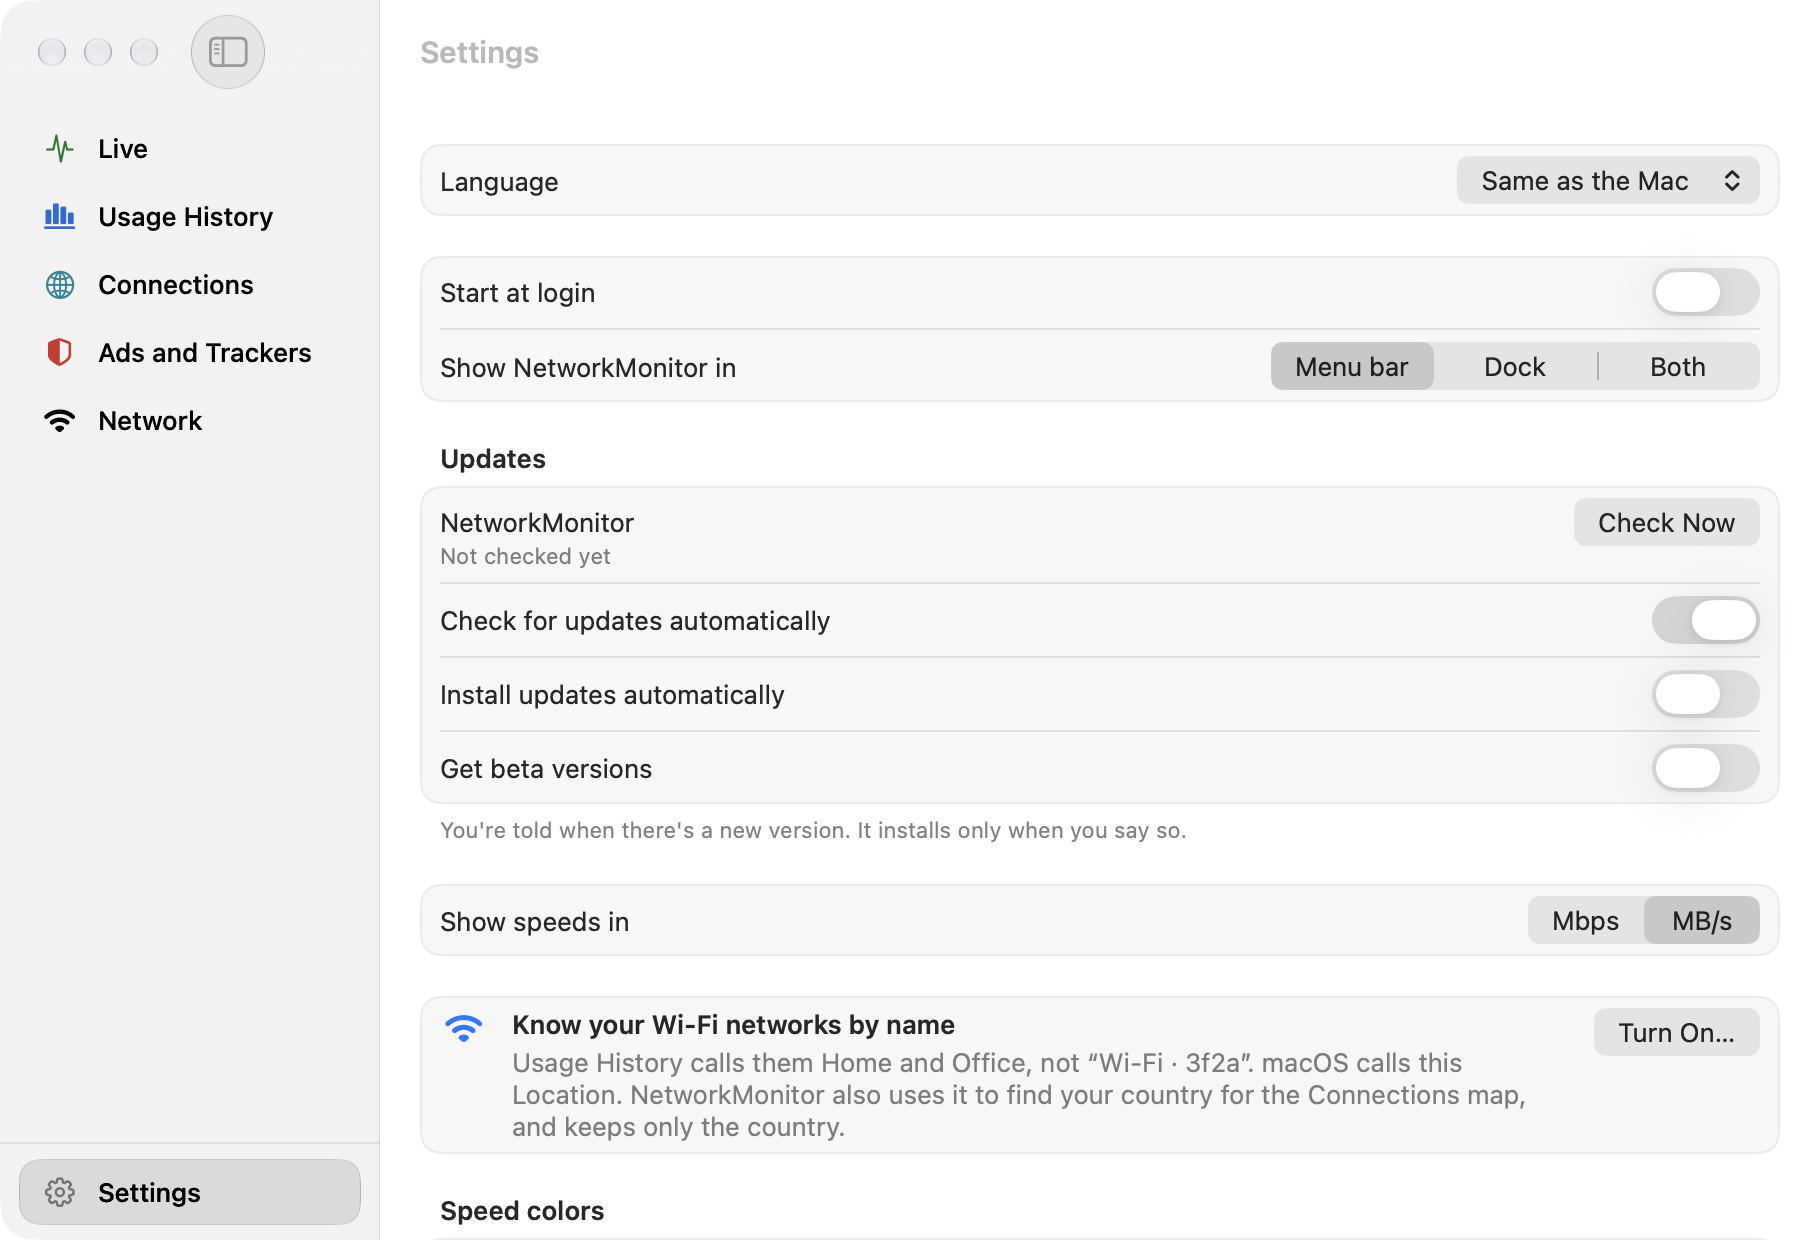 Settings
Live
Usage History
Connections
Ads and Trackers
Network
Settings
Language
Same as the Mac
Start at login
Show NetworkMonitor in
Menu bar
Dock
Both
Updates
NetworkMonitor
Not checked yet
Check Now
Check for updates automatically
Install updates automatically
Get beta versions
You're told when there's a new version. It installs only when you say so.
Show speeds in
Mbps
MB/s
Know your Wi-Fi networks by name
Usage History calls them Home and Office, not “Wi-Fi · 3f2a”. macOS calls this
Location. NetworkMonitor also uses it to find your country for the Connections map,
and keeps only the country.
Turn On...
Speed colors